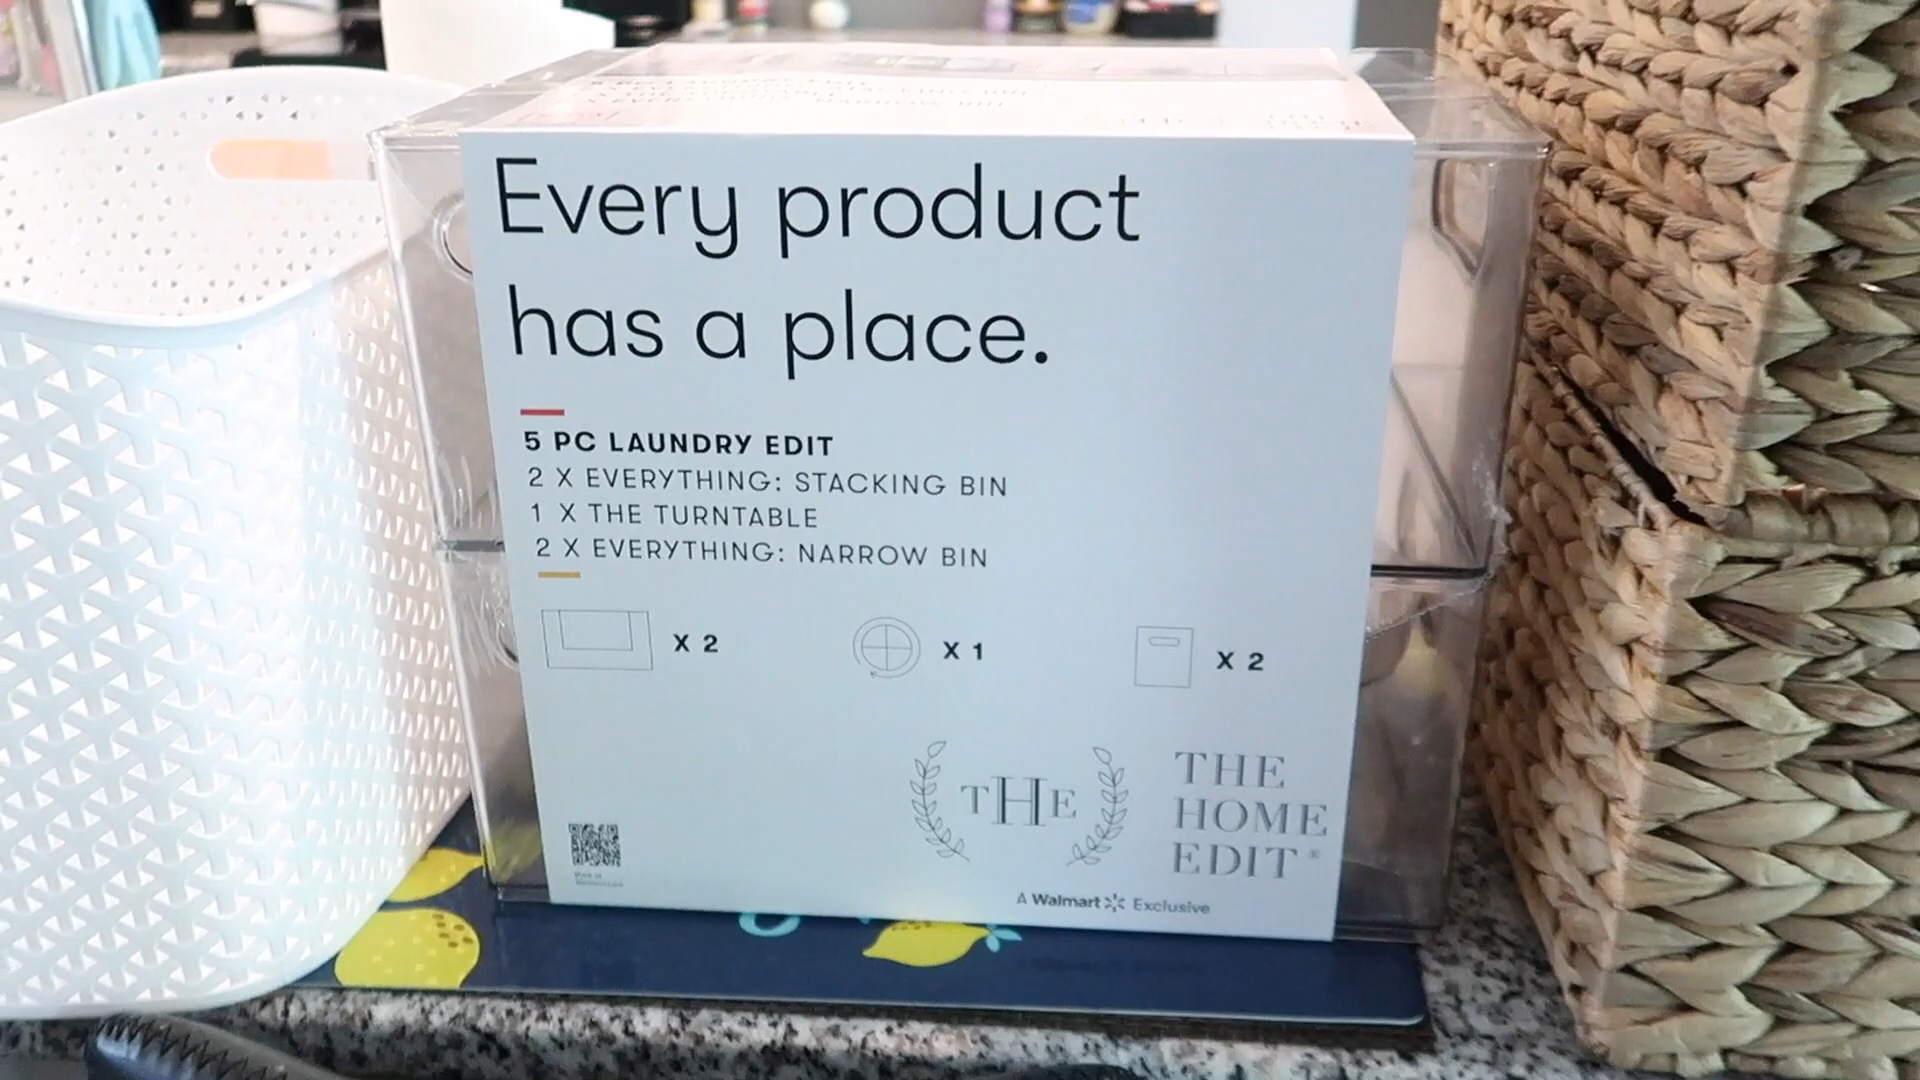 Every product
has a place.
5 PC LAUNDRY EDIT
2 X EVERYTHING: STACKING BIN
1 X THE TURNTABLE
2 X EVERYTHING: NARROW BIN
X 2
X 1
X 2
THE
THE
HOME
EDIT®
A Walmart Exclusive